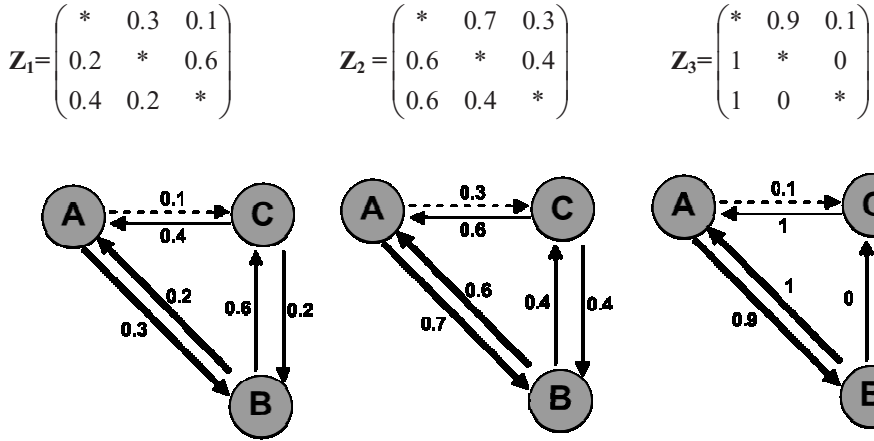 * 0.3 0.1
Z1= 0.2 * 0.6
0.4 0.2 *
* 0.7 0.3
Z2 = 0.6 * 0.4
0.6 0.4 *
* 0.9 0.1
Z3= 1 * 0
1 0 *
A 0.1 C
0.4
0.2
0.3
0.6 0.2
B
A 0.3 C
0.6
0.6
0.7
0.4 0.4
B
A 0.1 C
1
1
0.9
0
B